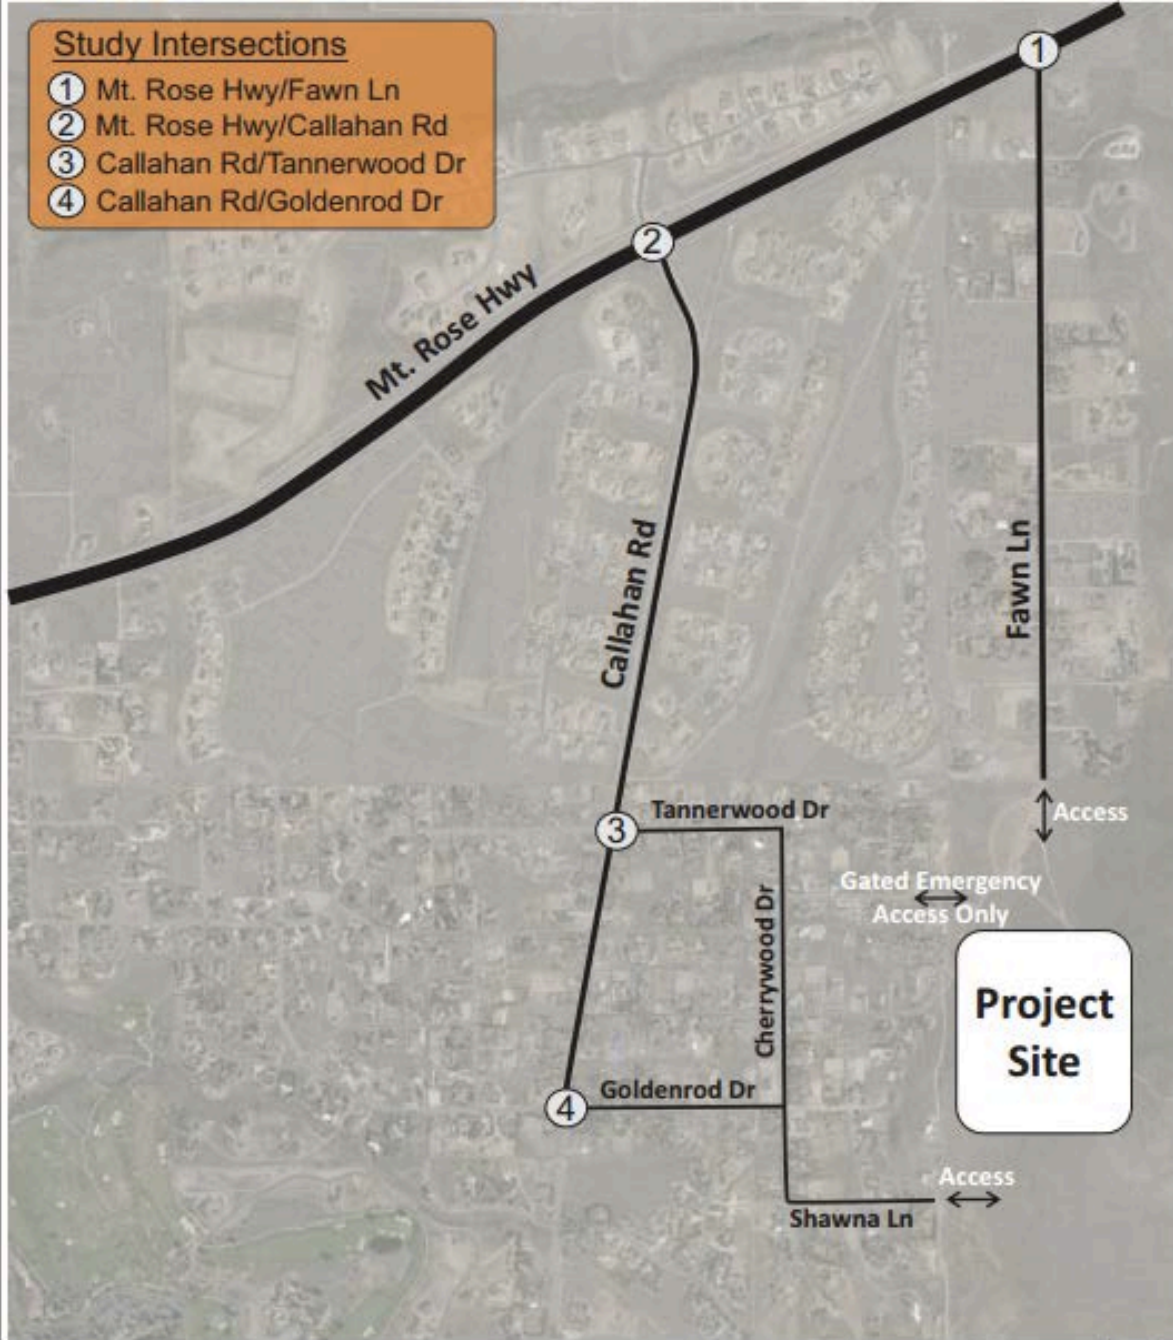 Study Intersections
1 Mt. Rose Hwy/Fawn Ln
2 Mt. Rose Hwy/Callahan Rd
3 Callahan Rd/Tannerwood Dr
4 Callahan Rd/Goldenrod Dr
1
2
Mt. Rose Hwy
Callahan Rd
Fawn Ln
3
Tannerwood Dr
Access
Gated Emergency
Access Only
Cherrywood Dr
Project
Site
4
Goldenrod Dr
Access
Shawna Ln